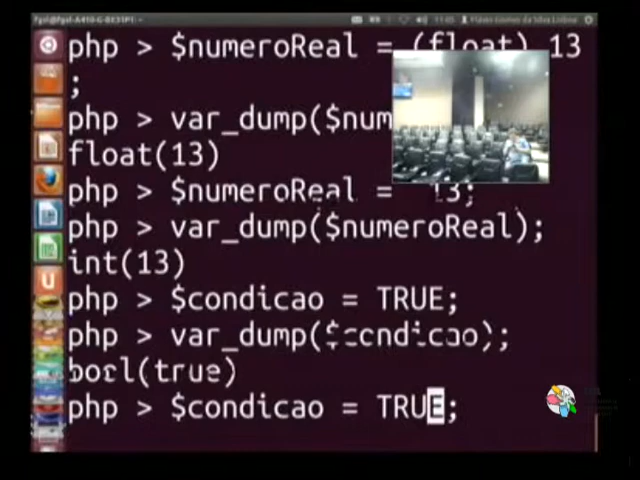 php > $numeroReal = (float) 13
;
php > var_dump($num
float(13)
php > $numeroReal = 13;
php > var_dump($numeroReal);
int(13)
php > $condicao = TRUE;
php > var_dump($condicao);
bool(true)
php > $condicao = TRUE;